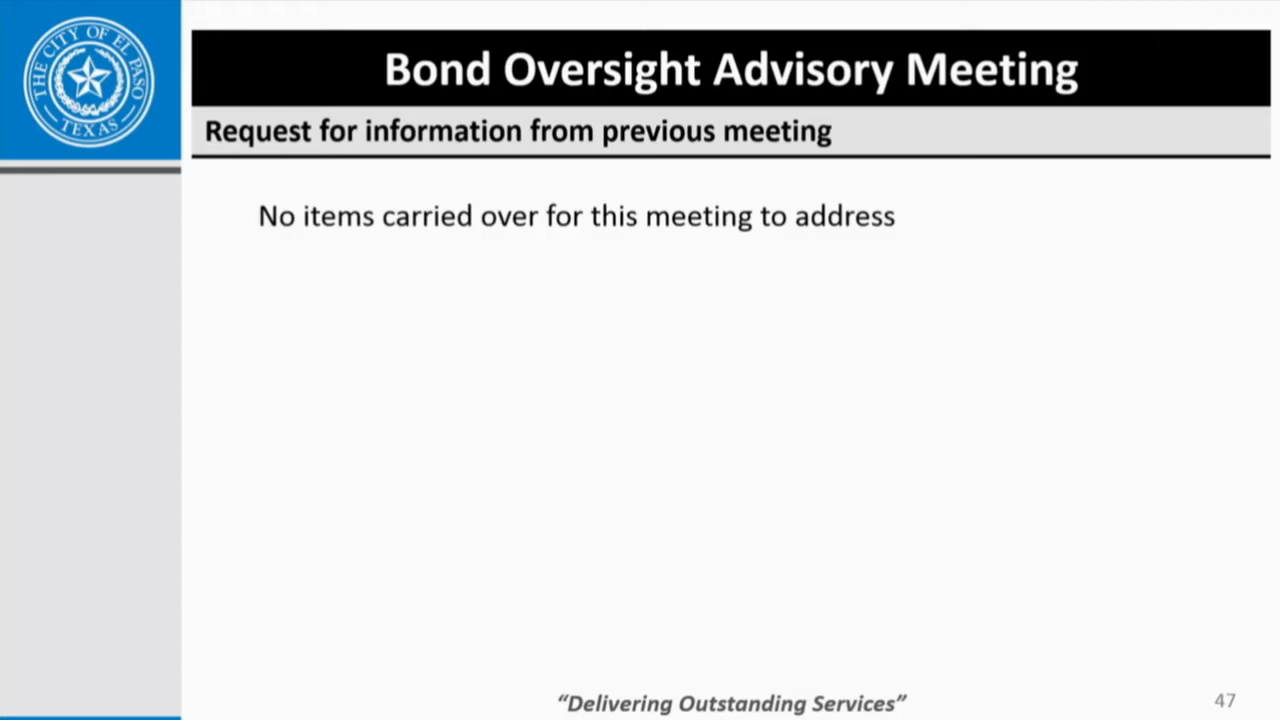 THE CITY OF EL PASO
TEXAS
Bond Oversight Advisory Meeting
Request for information from previous meeting
No items carried over for this meeting to address
“Delivering Outstanding Services”
47